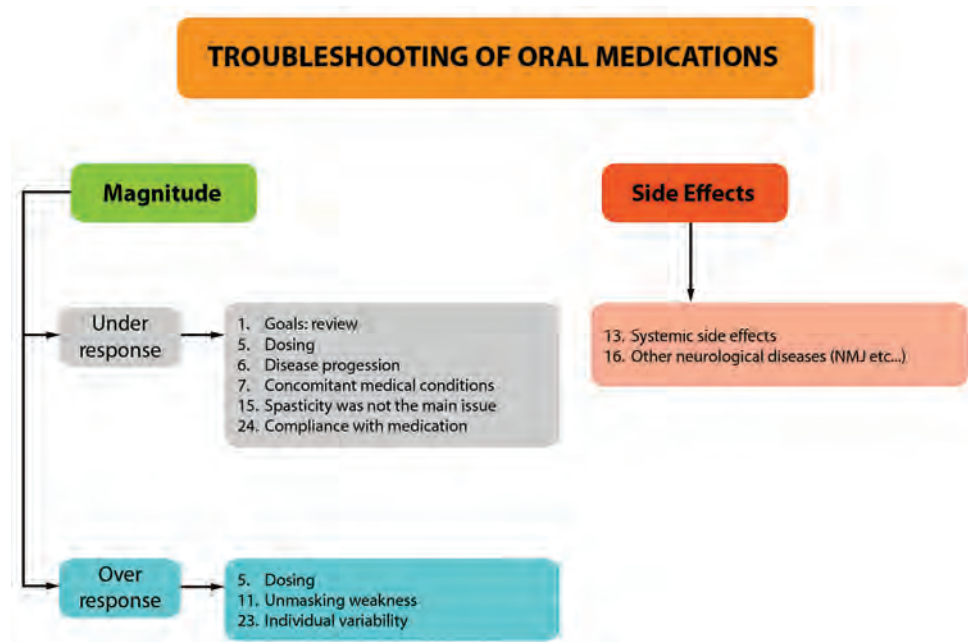 TROUBLESHOOTING OF ORAL MEDICATIONS
Magnitude
Under
response
1. Goals: review
5. Dosing
6. Disease progession
7. Concomitant medical conditions
15. Spasticity was not the main issue
24. Compliance with medication
Over
response
5. Dosing
11. Unmasking weakness
23. Individual variability
Side Effects
13. Systemic side effects
16. Other neurological diseases (NMJ etc...)